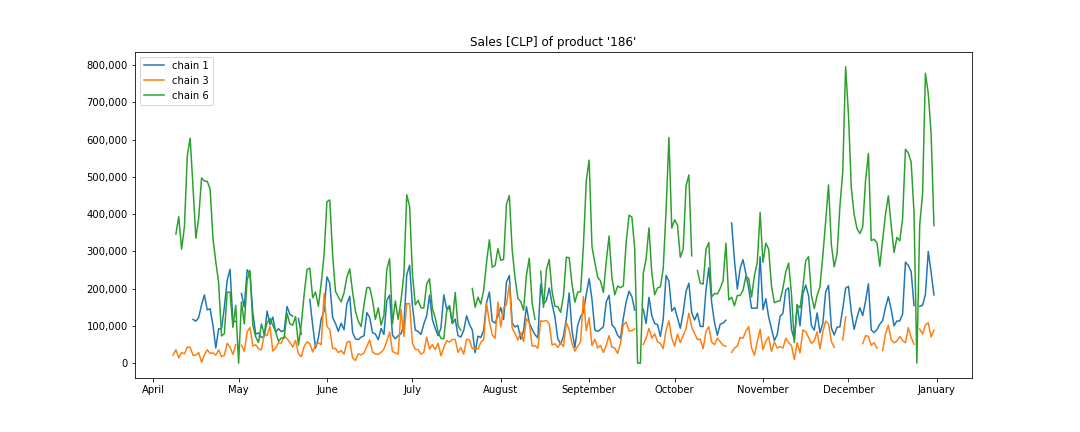 Sales [CLP] of product '186'
chain 1
chain 3
chain 6
800,000
700,000
600,000
500,000
400,000
300,000
200,000
100,000
0
April May June July August September October November December January